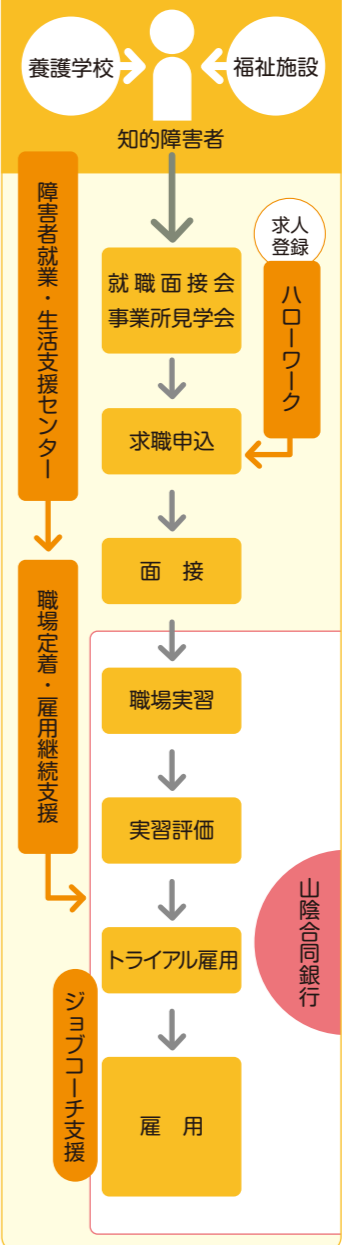 養護学校
福祉施設
知的障害者
障害者就業・生活支援センター
求人
登録
ハローワーク
就職面接会
事業所見学会
求職申込
面　接
職場定着・雇用継続支援
職場実習
実習評価
山陰合同銀行
トライアル雇用
ジョブコーチ支援
雇　用